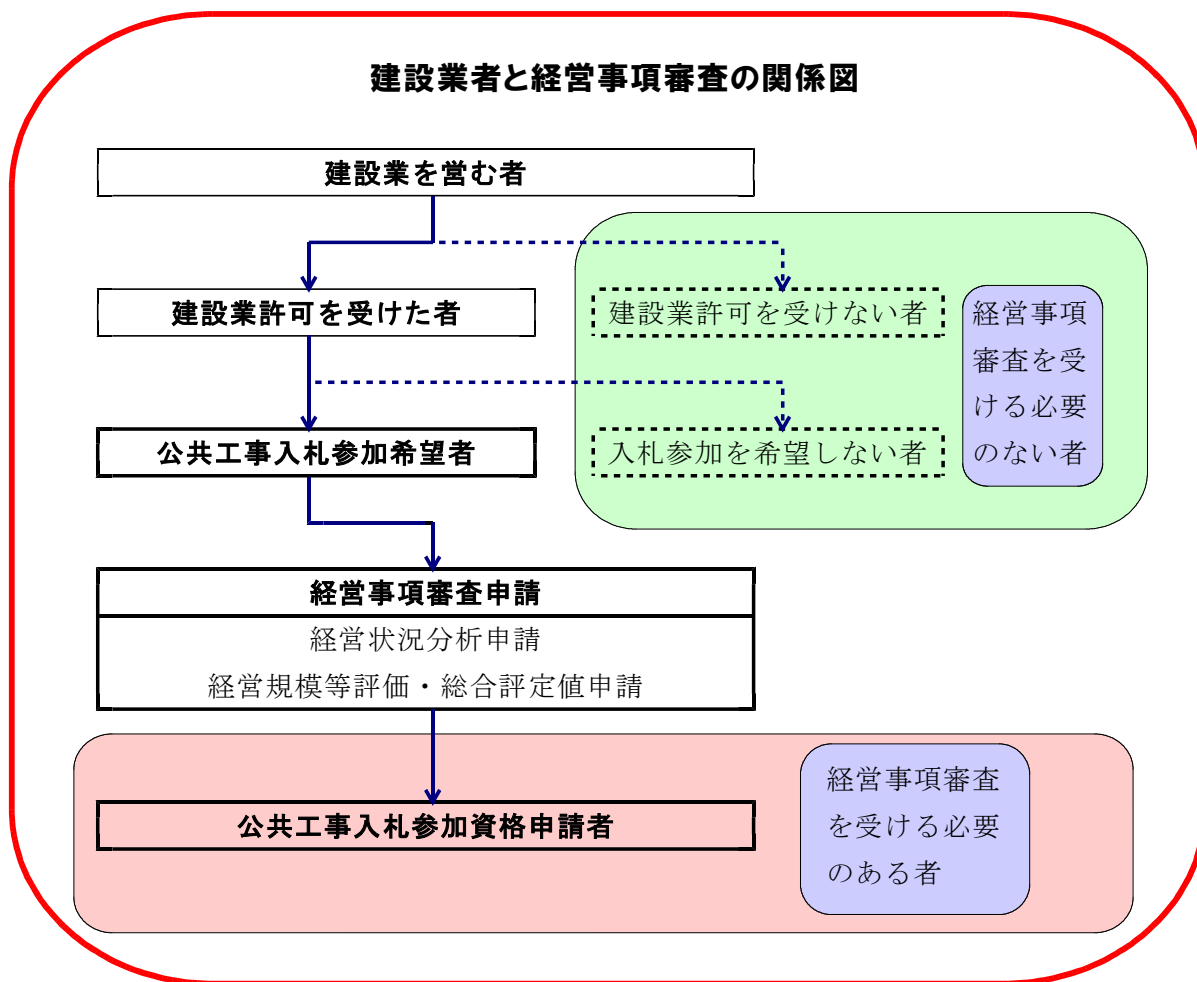 建設業者と経営事項審査の関係図
建設業を営む者
建設業許可を受けた者
建設業許可を受けない者
経営事項
審査を受
ける必要
のない者
公共工事入札参加希望者
入札参加を希望しない者
経営事項審査申請
経営状況分析申請
経営規模等評価・総合評定値申請
公共工事入札参加資格申請者
経営事項審査
を受ける必要
のある者